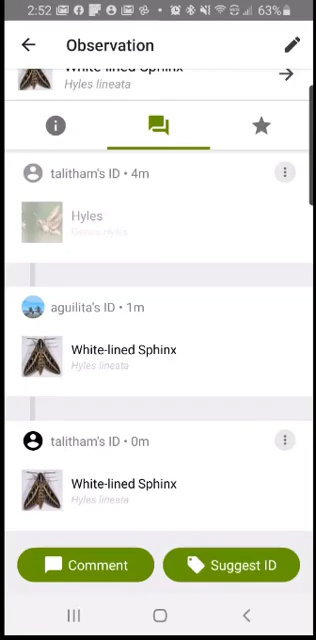 2:52 63%
Observation
White-lined Sphinx
Hyles lineata
talitham's ID • 4m
Hyles
Genus Hyles
aguilita's ID • 1m
White-lined Sphinx
Hyles lineata
talitham's ID • 0m
White-lined Sphinx
Hyles lineata
Comment Suggest ID